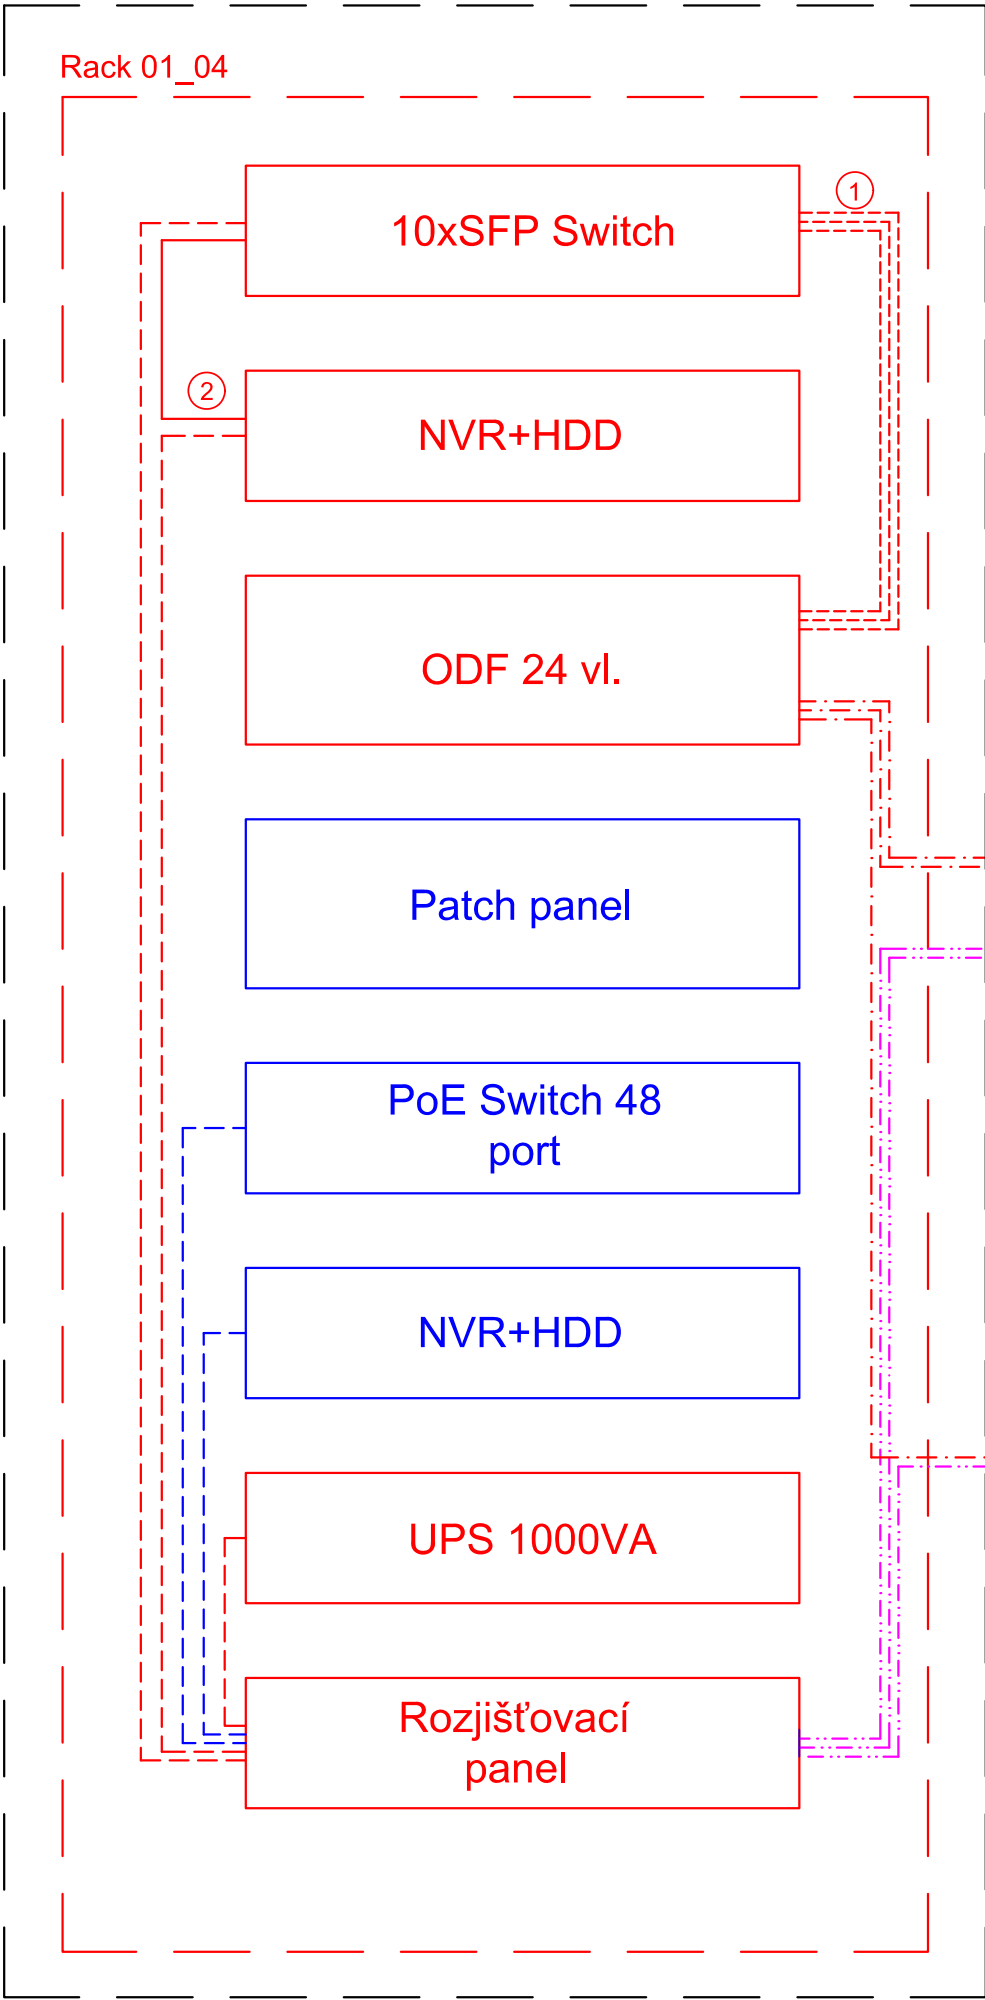 Rack 01_04
10xSFP Switch
1
2
NVR+HDD
ODF 24 vl.
Patch panel
PoE Switch 48
port
NVR+HDD
UPS 1000VA
Rozjišťovací
panel